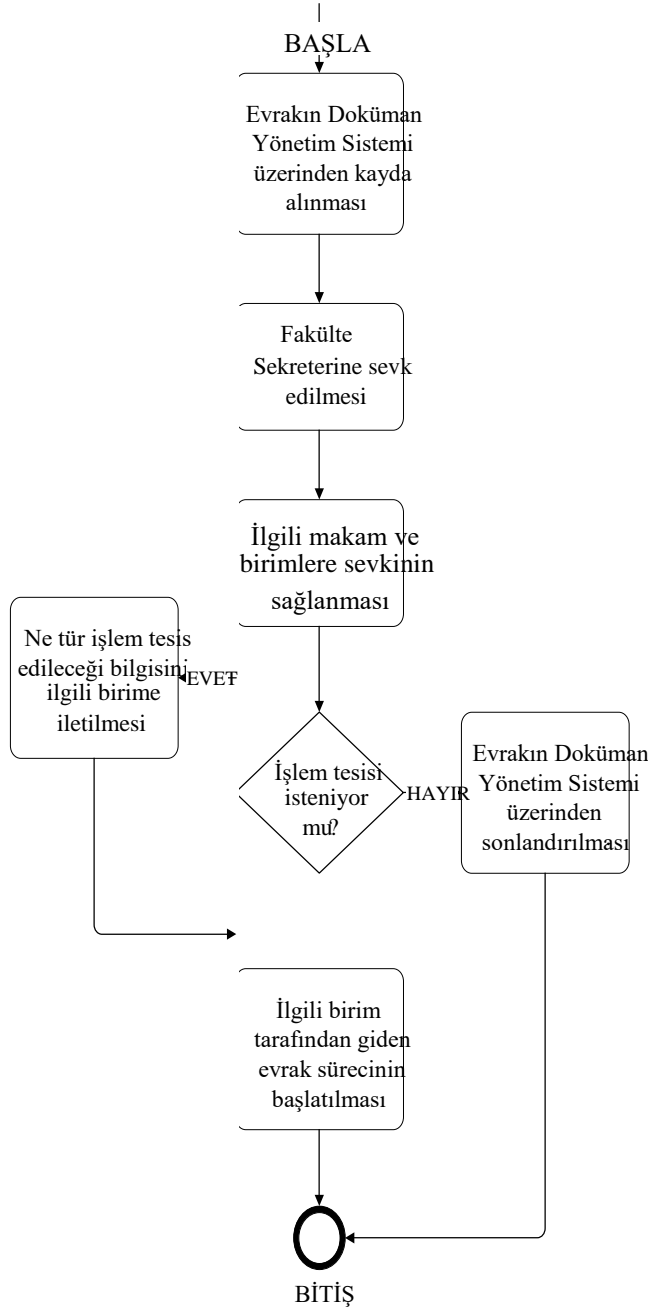 BAŞLA
Evrakın Doküman
Yönetim Sistemi
üzerinden kayda
alınması
Fakülte
Sekreterine sevk
edilmesi
İlgili makam ve
birimlere sevkinin
sağlanması
Ne tür işlem tesis
edileceği bilgisini
ilgili birime
iletilmesi
EVET
İşlem tesisi
isteniyor
mu?
HAYIR
Evrakın Doküman
Yönetim Sistemi
üzerinden
sonlandırılması
İlgili birim
tarafından giden
evrak sürecinin
başlatılması
BİTİŞ